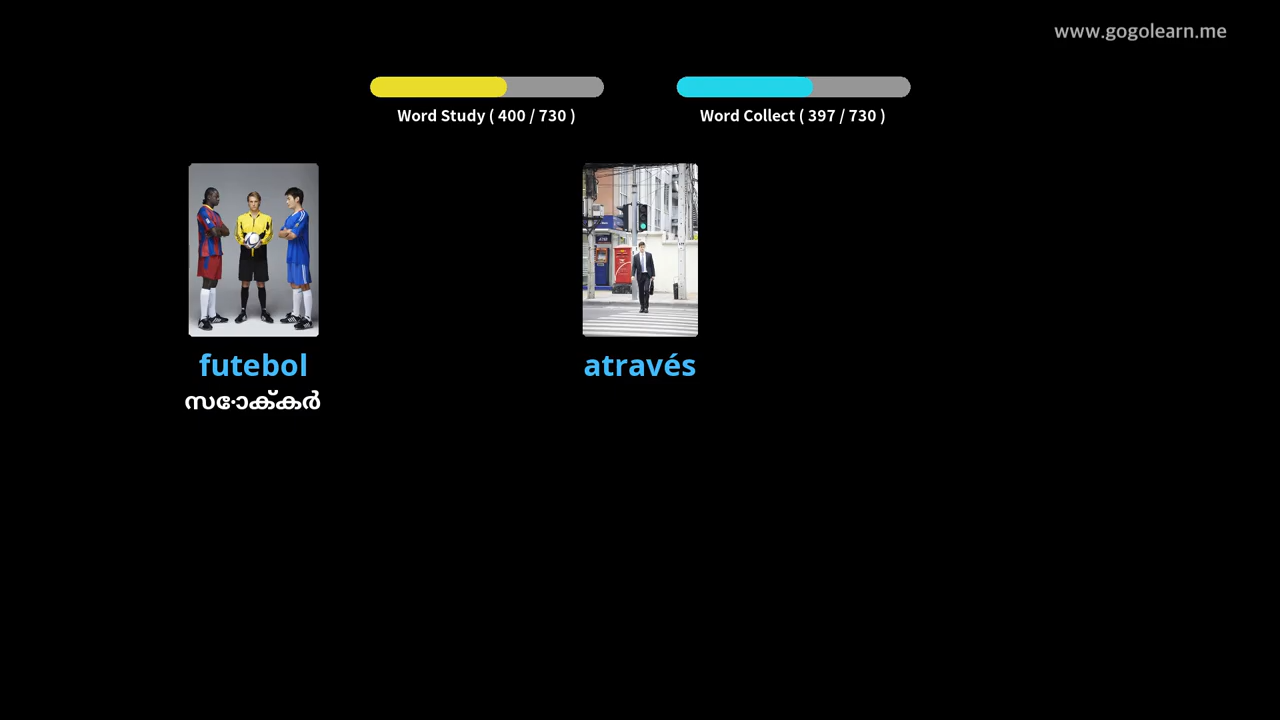 www.gogolearn.me
Word Study ( 400 / 730 )
Word Collect ( 397 / 730 )
futebol
através
സോക്കർ